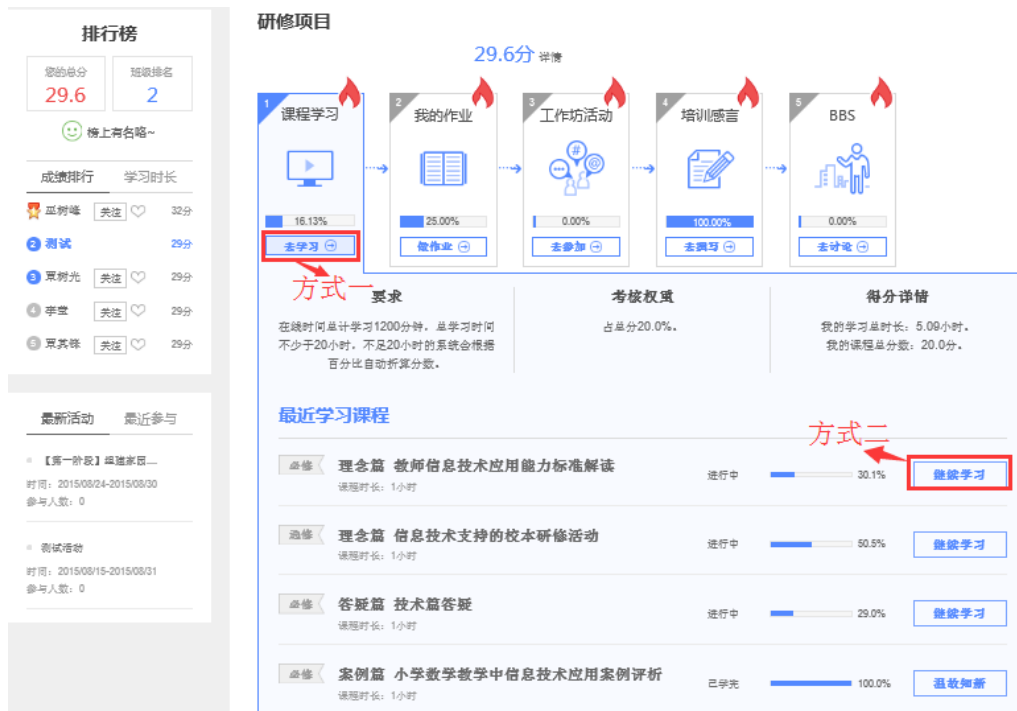 排行榜
您的总分
班级排名
29.6
2
榜上有名咯~
成绩排行 学习时长
巫树峰 关注 32分
2 测试 29分
3 覃树光 关注 29分
4 李莹 关注 29分
5 覃其锋 关注 29分
最新活动 最近参与
【第一阶段】组建家园...
时间：2015/08/24-2015/08/30
参与人数：0
测试活动
时间：2015/08/15-2015/08/31
参与人数：0
研修项目
29.6分 详情
1 课程学习
16.13%
去学习
2 我的作业
25.00%
做作业
3 工作坊活动
0.00%
去参加
4 培训感言
100.00%
去撰写
5 BBS
0.00%
去讨论
方式一
要求
在线时间总计学习1200分钟，总学习时间
不少于20小时，不足20小时的系统会根据
百分比自动折算分数。
考核权重
占总分20.0%。
得分详情
我的学习总时长：5.09小时。
我的课程总分数：20.0分。
最近学习课程
方式二
必修 理念篇 教师信息技术应用能力标准解读
课程时长：1小时
进行中 30.1% 继续学习
选修 理念篇 信息技术支持的校本研修活动
课程时长：1小时
进行中 50.5% 继续学习
必修 答疑篇 技术篇答疑
课程时长：1小时
进行中 29.0% 继续学习
必修 案例篇 小学数学教学中信息技术应用案例评析
课程时长：1小时
已学完 100.0% 温故知新